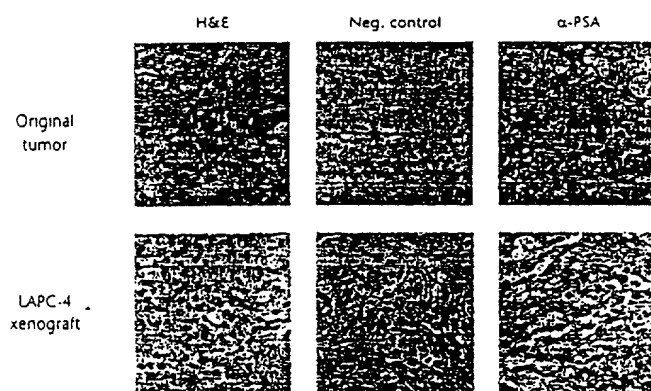 H&E
Neg. control
α-PSA
Original
tumor
LAPC-4
xenograft